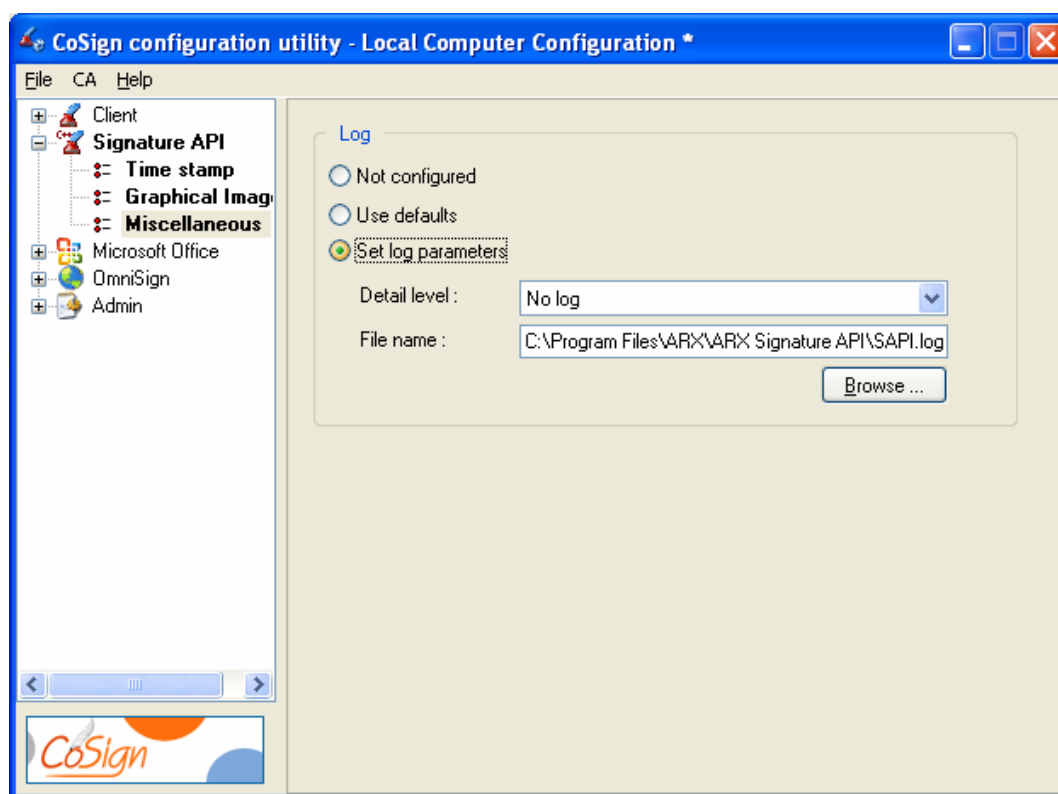 CoSign configuration utility - Local Computer Configuration *
File CA Help
Client
Signature API
Time stamp
Graphical Imag
Miscellaneous
Microsoft Office
OmniSign
Admin
Log
Not configured
Use defaults
Set log parameters
Detail level :
No log
File name :
C:\Program Files\ARX\ARX Signature API\SAPI.log
Browse ...
CoSign